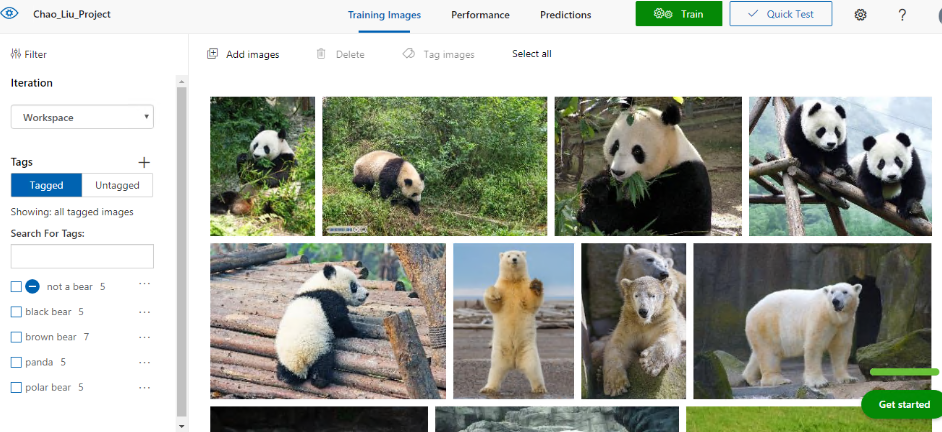 Chao_Liu_Project
Training Images
Performance
Predictions
Train
Quick Test
?
Filter
Add images
Delete
Tag images
Select all
Iteration
Workspace
Tags
Tagged
Untagged
Showing: all tagged images
Search For Tags:
not a bear 5
black bear 5
brown bear 7
panda 5
polar bear 5
Get started